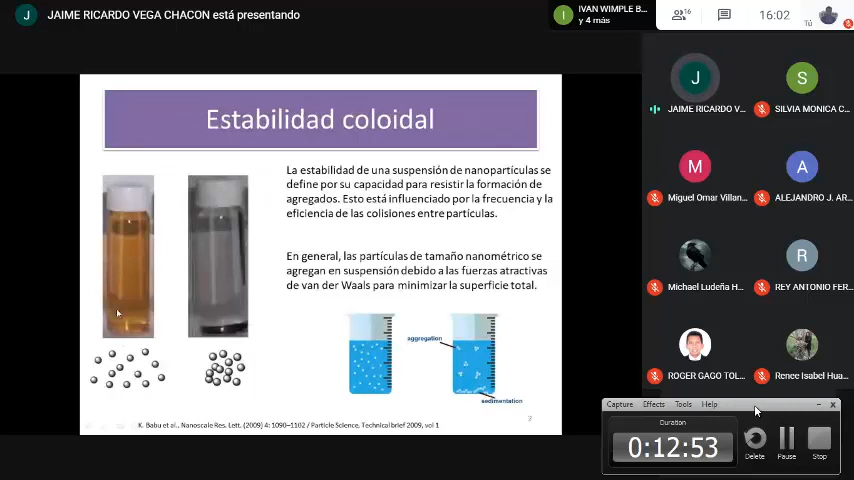 J JAIME RICARDO VEGA CHACON está presentando
I IVAN WIMPLE B...
y 4 más
16
16:02
Tú
Estabilidad coloidal
La estabilidad de una suspensión de nanopartículas se
define por su capacidad para resistir la formación de
agregados. Esto está influenciado por la frecuencia y la
eficiencia de las colisiones entre partículas.
En general, las partículas de tamaño nanométrico se
agregan en suspensión debido a las fuerzas atractivas
de van der Waals para minimizar la superficie total.
aggregation
sedimentation
K. Babu et al., Nanoscale Res. Lett. (2009) 4: 1090–1102 / Particle Science, Technical brief 2009, vol 1
2
J
JAIME RICARDO V...
S
SILVIA MONICA C...
M
Miguel Omar Villan...
A
ALEJANDRO J. AR...
Michael Ludeña H...
R
REY ANTONIO FER...
ROGER GAGO TOL...
Renee Isabel Hua...
Capture Effects Tools Help
Duration
0:12:53
Delete Pause Stop